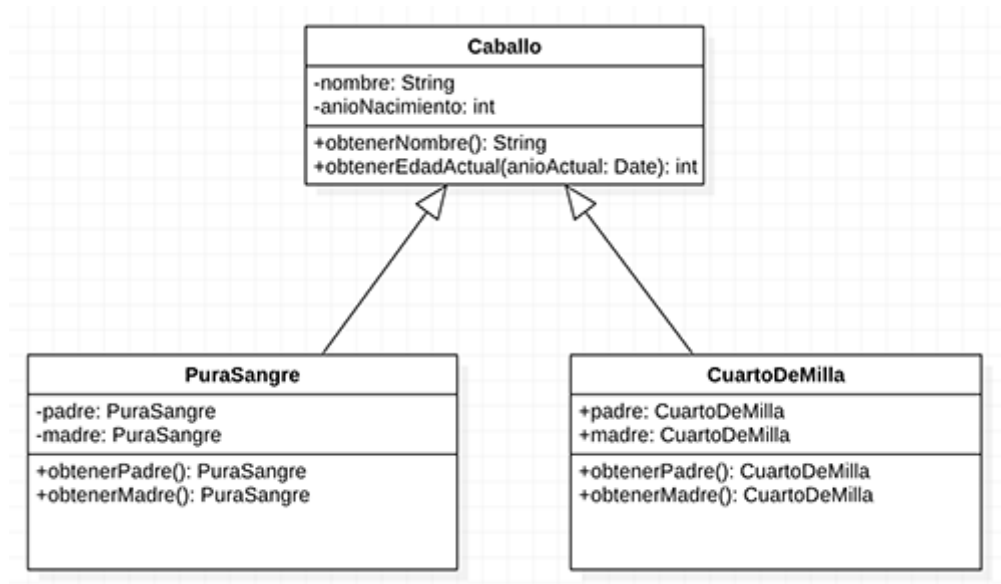 Caballo
-nombre: String
-anioNacimiento: int
+obtenerNombre(): String
+obtenerEdadActual(anioActual: Date): int
PuraSangre
-padre: PuraSangre
-madre: PuraSangre
+obtenerPadre(): PuraSangre
+obtenerMadre(): PuraSangre
CuartoDeMilla
+padre: CuartoDeMilla
+madre: CuartoDeMilla
+obtenerPadre(): CuartoDeMilla
+obtenerMadre(): CuartoDeMilla